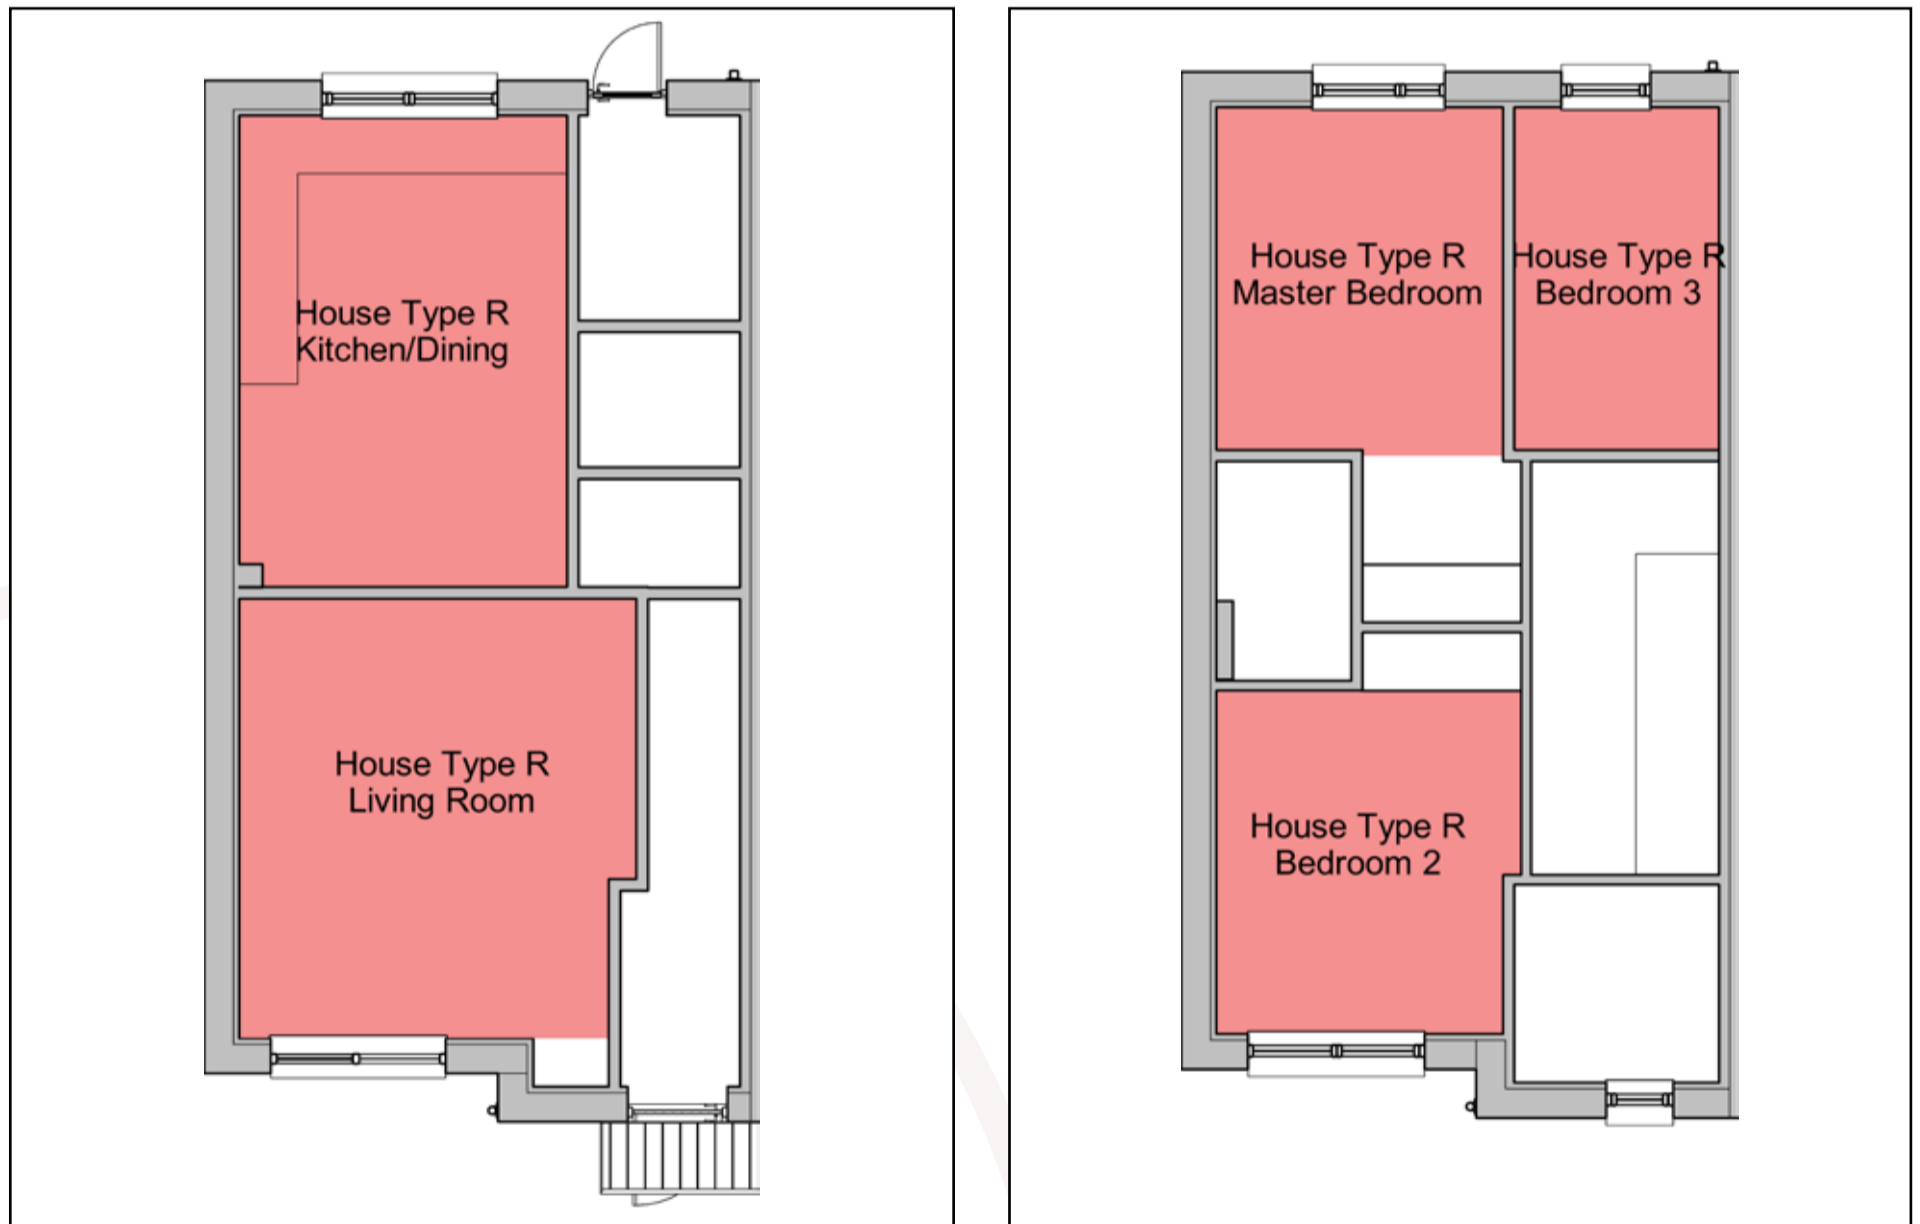 House Type R
Kitchen/Dining
House Type R
Living Room
House Type R
Master Bedroom
House Type R
Bedroom 3
House Type R
Bedroom 2